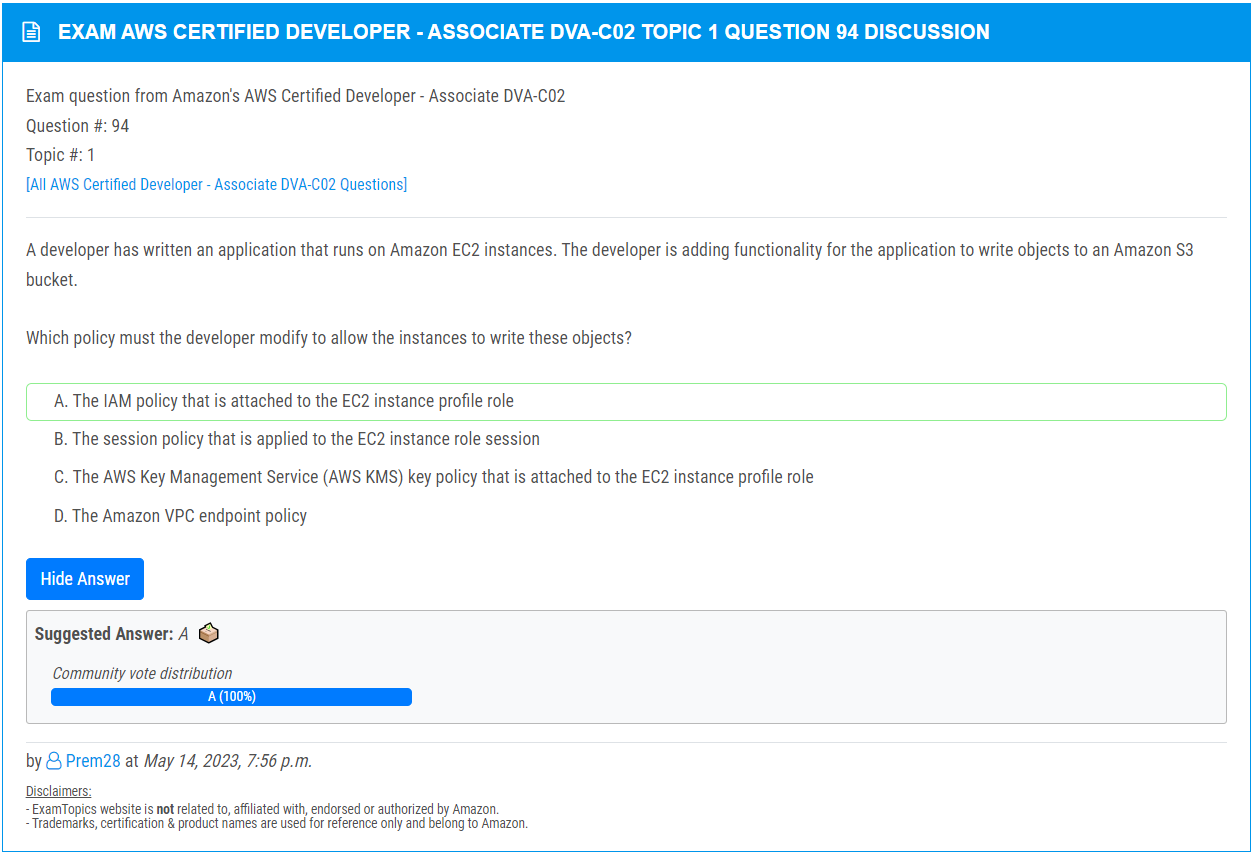 EXAM AWS CERTIFIED DEVELOPER - ASSOCIATE DVA-C02 TOPIC 1 QUESTION 94 DISCUSSION
Exam question from Amazon's AWS Certified Developer - Associate DVA-C02
Question #: 94
Topic #: 1
[All AWS Certified Developer - Associate DVA-C02 Questions]
A developer has written an application that runs on Amazon EC2 instances. The developer is adding functionality for the application to write objects to an Amazon S3
bucket.
Which policy must the developer modify to allow the instances to write these objects?
A. The IAM policy that is attached to the EC2 instance profile role
B. The session policy that is applied to the EC2 instance role session
C. The AWS Key Management Service (AWS KMS) key policy that is attached to the EC2 instance profile role
D. The Amazon VPC endpoint policy
Hide Answer
Suggested Answer: A
Community vote distribution
A (100%)
by Prem28 at May 14, 2023, 7:56 p.m.
Disclaimers:
- ExamTopics website is not related to, affiliated with, endorsed or authorized by Amazon.
- Trademarks, certification & product names are used for reference only and belong to Amazon.